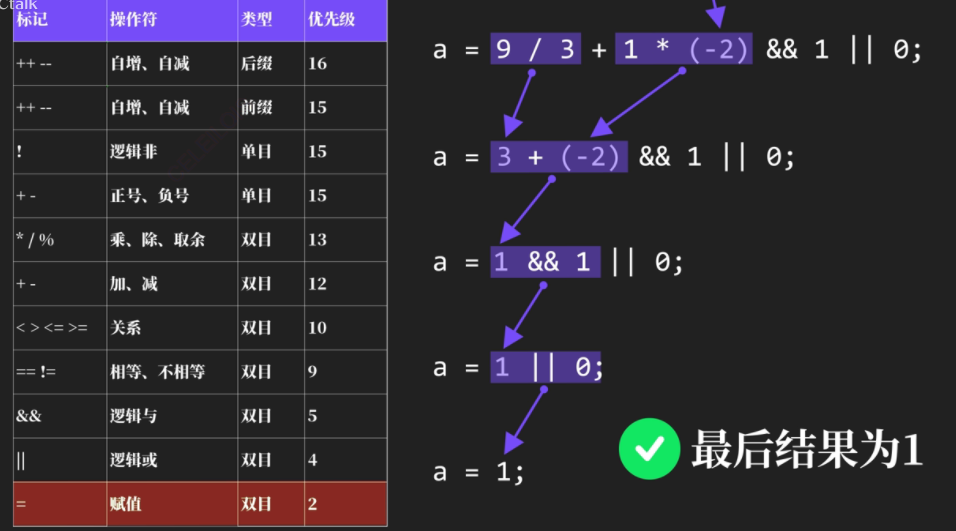 Ctalk
标记 操作符 类型 优先级
++ -- 自增、自减 后缀 16
++ -- 自增、自减 前缀 15
! 逻辑非 单目 15
+ - 正号、负号 单目 15
* / % 乘、除、取余 双目 13
+ - 加、减 双目 12
< > <= >= 关系 双目 10
== != 相等、不相等 双目 9
&& 逻辑与 双目 5
|| 逻辑或 双目 4
= 赋值 双目 2
a = 9 / 3 + 1 * (-2) && 1 || 0;
a = 3 + (-2) && 1 || 0;
a = 1 && 1 || 0;
a = 1 || 0;
a = 1;
最后结果为1